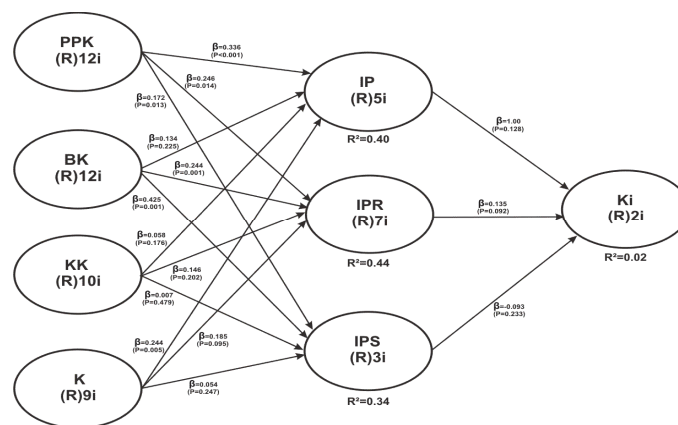 PPK
(R)12i
BK
(R)12i
KK
(R)10i
K
(R)9i
β=0.336
(P<0.001)
β=0.246
(P=0.014)
β=0.172
(P=0.013)
β=0.134
(P=0.225)
β=0.244
(P=0.001)
β=0.425
(P=0.001)
β=0.058
(P=0.176)
β=0.146
(P=0.202)
β=0.007
(P=0.479)
β=0.244
(P=0.005)
β=0.185
(P=0.095)
β=0.054
(P=0.247)
IP
(R)5i
R²=0.40
IPR
(R)7i
R²=0.44
IPS
(R)3i
R²=0.34
β=1.00
(P=0.128)
β=0.135
(P=0.092)
β=-0.093
(P=0.233)
Ki
(R)2i
R²=0.02